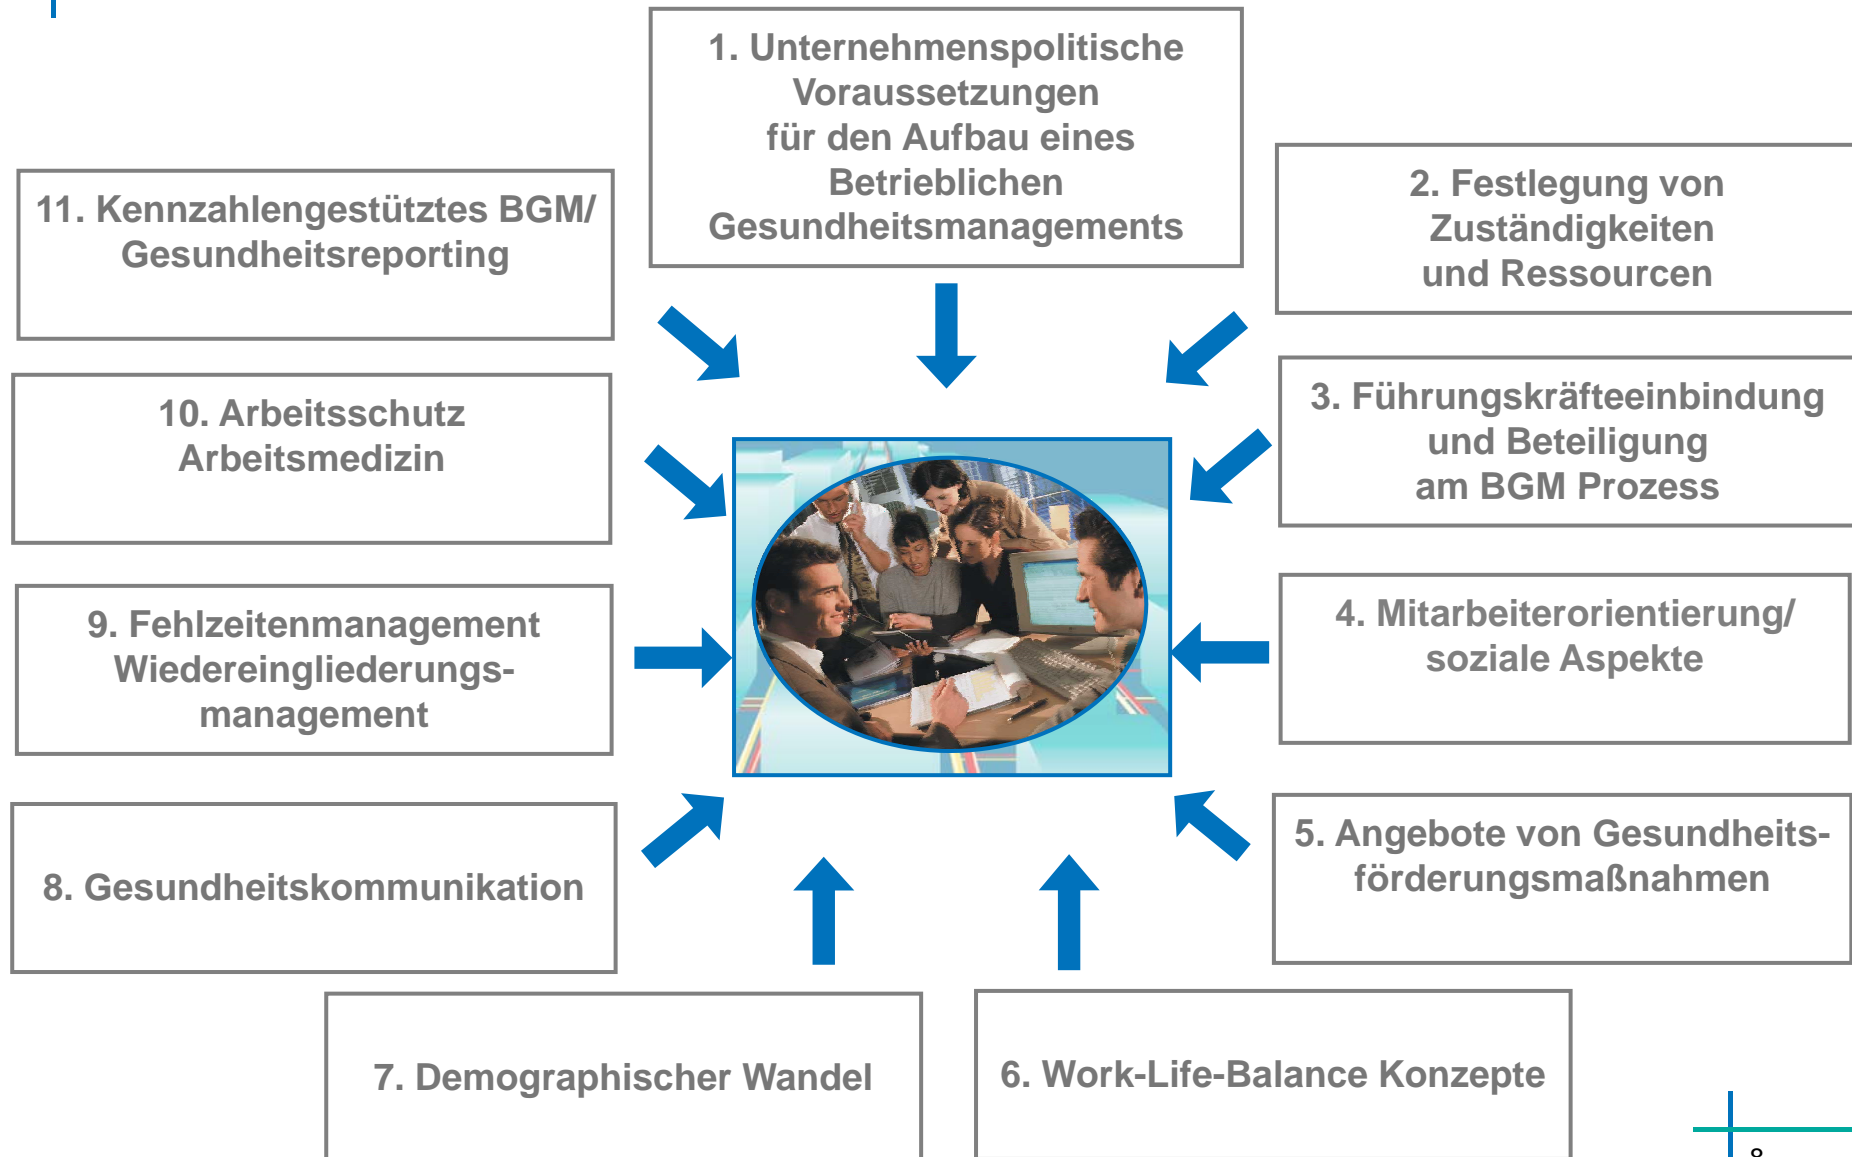 1. Unternehmenspolitische
Voraussetzungen
für den Aufbau eines
Betrieblichen
Gesundheitsmanagements
2. Festlegung von
Zuständigkeiten
und Ressourcen
3. Führungskräfteeinbindung
und Beteiligung
am BGM Prozess
4. Mitarbeiterorientierung/
soziale Aspekte
5. Angebote von Gesundheits-
förderungsmaßnahmen
6. Work-Life-Balance Konzepte
7. Demographischer Wandel
8. Gesundheitskommunikation
9. Fehlzeitenmanagement
Wiedereingliederungs-
management
10. Arbeitsschutz
Arbeitsmedizin
11. Kennzahlengestütztes BGM/
Gesundheitsreporting